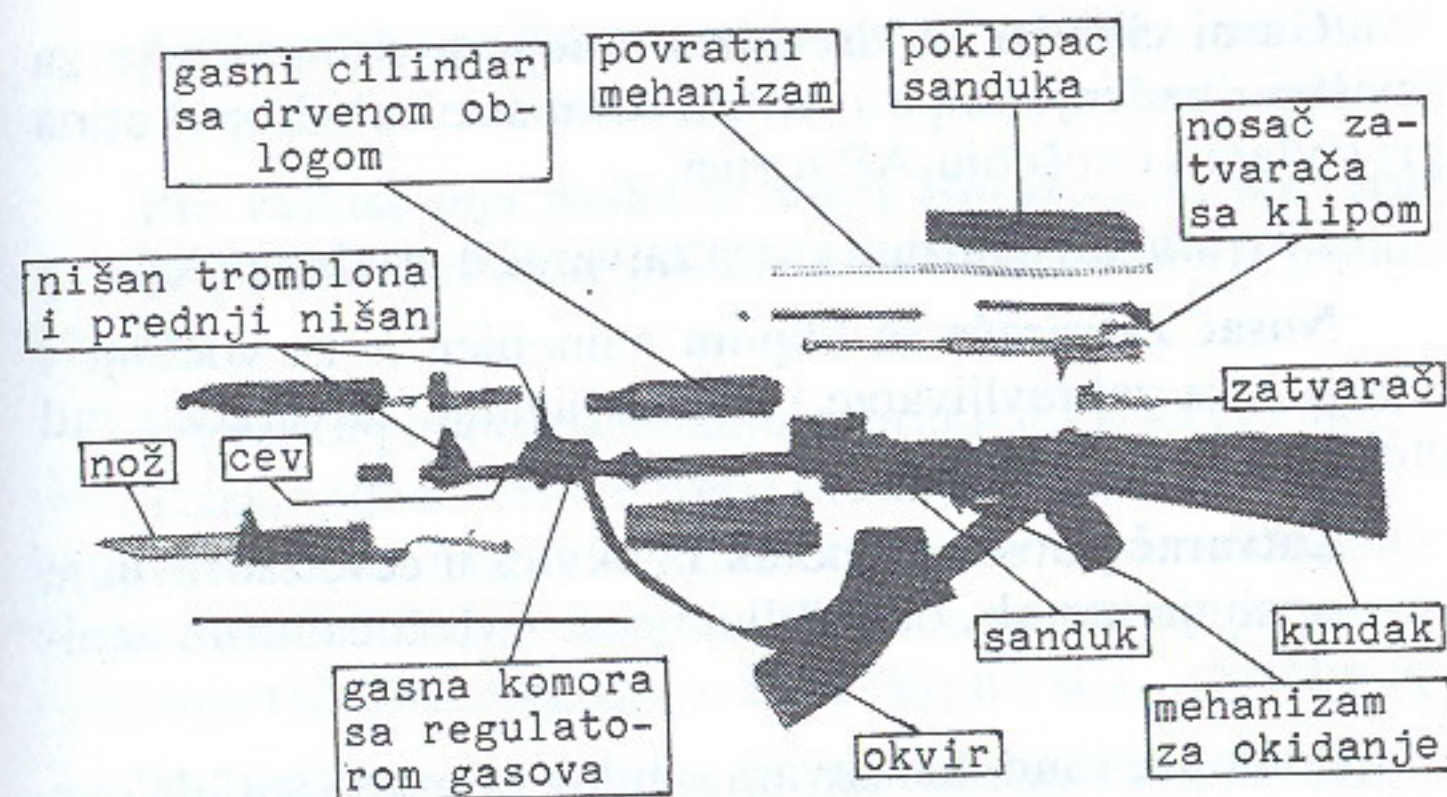 gasni cilindar
sa drvenom ob-
logom
povratni
mehanizam
poklopac
sanduka
nosač za-
tvarača
sa klipom
nišan tromblona
i prednji nišan
zatvarač
nož
cev
sanduk
kundak
gasna komora
sa regulato-
rom gasova
okvir
mehanizam
za okidanje